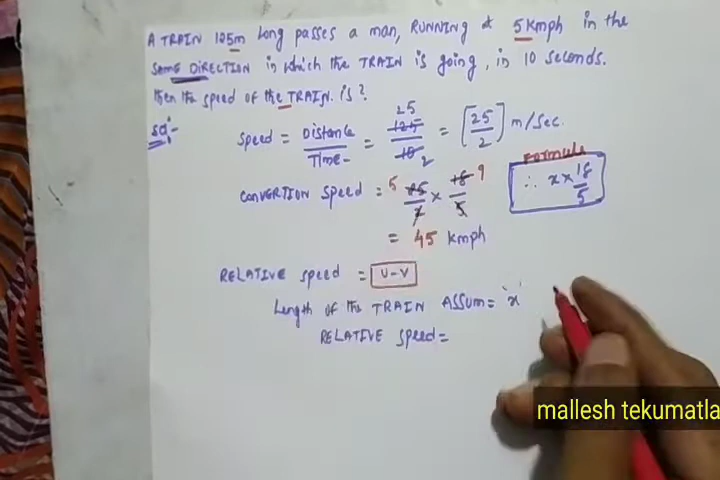 A TRAIN 125m long passes a man, RUNNING at 5kmph in the
SamE DIRECTION in which the TRAIN is going, in 10 seconds.
then the speed of the TRAIN. is?
Sol:-
Speed = Distance / Time = 125 / 10 25 2 = [25/2] m/sec.
Formula
CONVERTION speed = 5 25/2 × 18/5 9 ∴ x × 18/5
= 45 kmph
RELATIVE speed = U-V
Length of the TRAIN ASSUM = 'x'
RELATIVE speed =
mallesh tekumatla